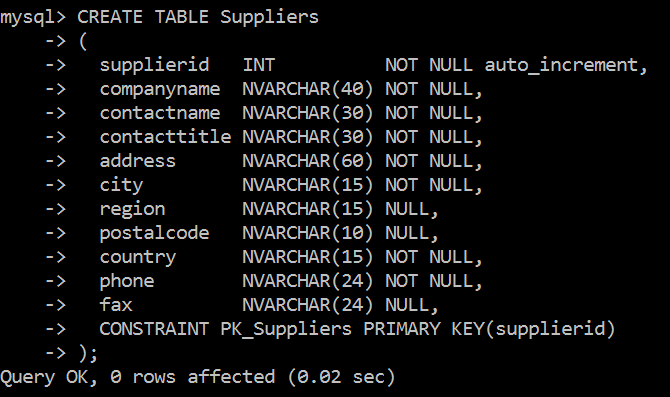 mysql> CREATE TABLE Suppliers
    -> (
    ->   supplierid   INT           NOT NULL auto_increment,
    ->   companyname  NVARCHAR(40) NOT NULL,
    ->   contactname  NVARCHAR(30) NOT NULL,
    ->   contacttitle NVARCHAR(30) NOT NULL,
    ->   address      NVARCHAR(60) NOT NULL,
    ->   city         NVARCHAR(15) NOT NULL,
    ->   region       NVARCHAR(15) NULL,
    ->   postalcode   NVARCHAR(10) NULL,
    ->   country      NVARCHAR(15) NOT NULL,
    ->   phone        NVARCHAR(24) NOT NULL,
    ->   fax          NVARCHAR(24) NULL,
    ->   CONSTRAINT PK_Suppliers PRIMARY KEY(supplierid)
    -> );
Query OK, 0 rows affected (0.02 sec)